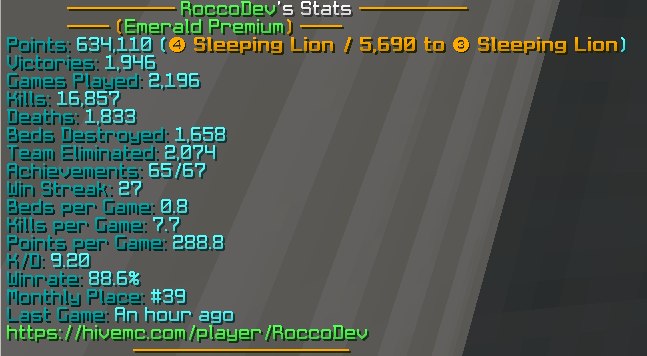 RoccoDev's Stats
(Emerald Premium)
Points: 634,110 (❹ Sleeping Lion / 5,690 to ❸ Sleeping Lion)
Victories: 1,946
Games Played: 2,196
Kills: 16,857
Deaths: 1,833
Beds Destroyed: 1,658
Team Eliminated: 2,074
Achievements: 65/67
Win Streak: 27
Beds per Game: 0.8
Kills per Game: 7.7
Points per Game: 288.8
K/D: 9.20
Winrate: 88.6%
Monthly Place: #39
Last Game: An hour ago
https://hivemc.com/player/RoccoDev